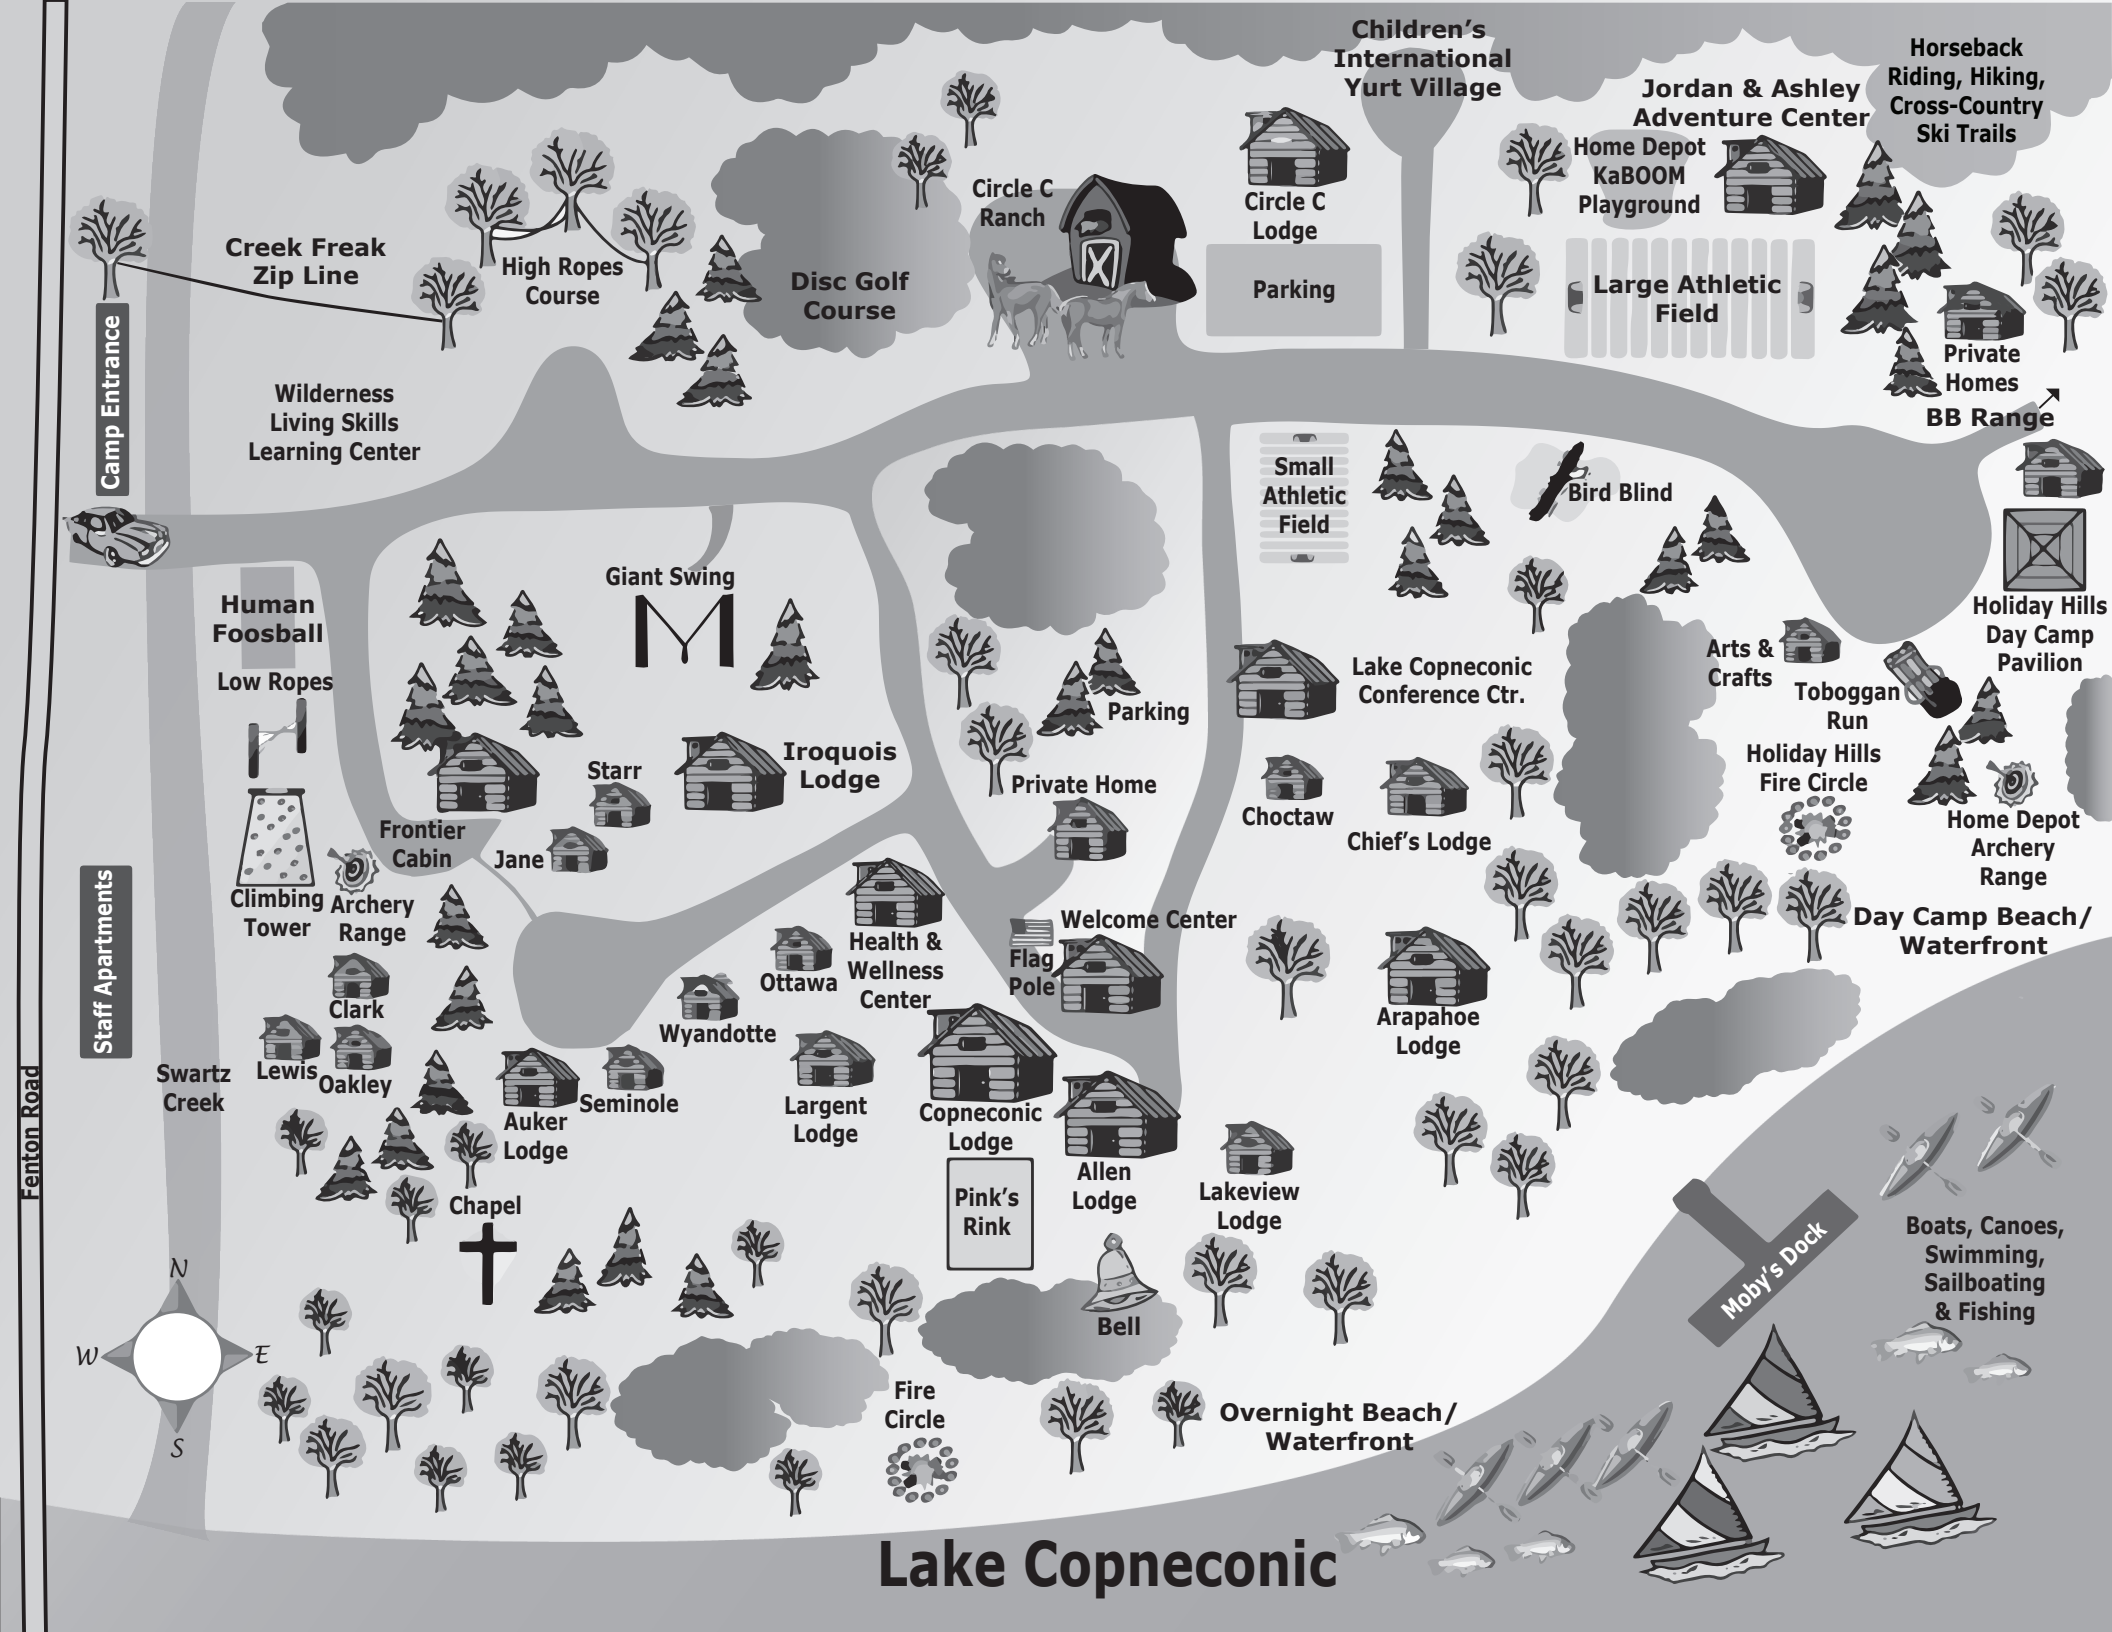 Children's
International
Yurt Village
Horseback
Riding, Hiking,
Cross-Country
Ski Trails
Jordan & Ashley
Adventure Center
Home Depot
KaBOOM
Playground
Circle C
Ranch
Circle C
Lodge
Creek Freak
Zip Line
High Ropes
Course
Disc Golf
Course
Parking
Large Athletic
Field
Private
Homes
BB Range
Camp Entrance
Wilderness
Living Skills
Learning Center
Small
Athletic
Field
Bird Blind
Giant Swing
Human
Foosball
Low Ropes
Holiday Hills
Day Camp
Pavilion
Arts &
Crafts
Toboggan
Run
Lake Copneconic
Conference Ctr.
Parking
Iroquois
Lodge
Starr
Private Home
Holiday Hills
Fire Circle
Choctaw
Chief's Lodge
Home Depot
Archery
Range
Frontier
Cabin
Jane
Climbing
Tower
Archery
Range
Staff Apartments
Health &
Wellness
Center
Welcome Center
Flag
Pole
Day Camp Beach/
Waterfront
Ottawa
Clark
Wyandotte
Arapahoe
Lodge
Lewis
Oakley
Swartz
Creek
Fenton Road
Auker
Lodge
Seminole
Largent
Lodge
Copneconic
Lodge
Allen
Lodge
Lakeview
Lodge
Chapel
Pink's
Rink
Moby's Dock
Boats, Canoes,
Swimming,
Sailboating
& Fishing
Bell
N
W
E
S
Fire
Circle
Overnight Beach/
Waterfront
Lake Copneconic